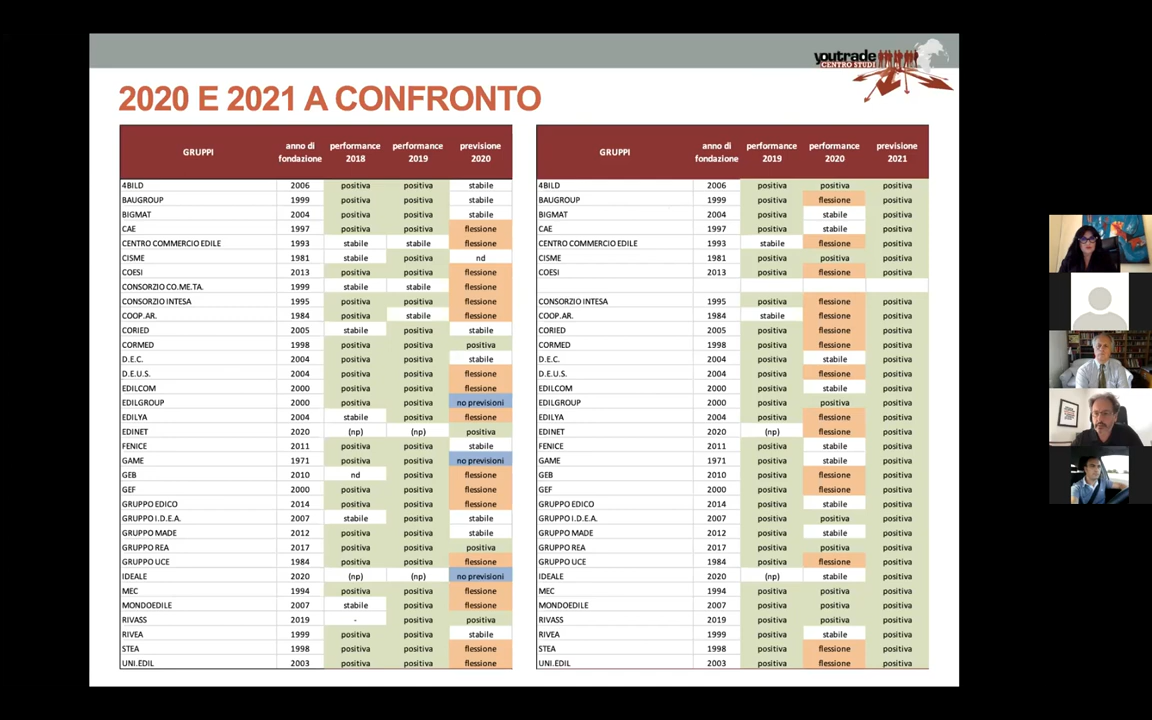 youtrade
CENTRO STUDI
2020 E 2021 A CONFRONTO
GRUPPI anno di fondazione performance 2018 performance 2019 previsione 2020
4BILD 2006 positiva positiva stabile
BAUGROUP 1999 positiva positiva stabile
BIGMAT 2004 positiva positiva stabile
CAE 1997 positiva positiva flessione
CENTRO COMMERCIO EDILE 1993 stabile stabile flessione
CISME 1981 stabile positiva nd
COESI 2013 positiva positiva flessione
CONSORZIO CO.ME.TA. 1999 stabile stabile flessione
CONSORZIO INTESA 1995 positiva positiva flessione
COOP.AR. 1984 positiva stabile flessione
CORIED 2005 stabile positiva stabile
CORMED 1998 positiva positiva positiva
D.E.C. 2004 positiva positiva stabile
D.E.U.S. 2004 positiva positiva flessione
EDILCOM 2000 positiva positiva flessione
EDILGROUP 2000 positiva positiva no previsioni
EDILYA 2004 stabile positiva flessione
EDINET 2020 (np) (np) positiva
FENICE 2011 positiva positiva stabile
GAME 1971 positiva positiva no previsioni
GEB 2010 nd positiva flessione
GEF 2000 positiva positiva flessione
GRUPPO EDICO 2014 positiva positiva flessione
GRUPPO I.D.E.A. 2007 stabile positiva stabile
GRUPPO MADE 2012 positiva positiva stabile
GRUPPO REA 2017 positiva positiva positiva
GRUPPO UCE 1984 positiva positiva flessione
IDEALE 2020 (np) (np) no previsioni
MEC 1994 positiva positiva flessione
MONDOEDILE 2007 stabile positiva flessione
RIVASS 2019 - positiva positiva
RIVEA 1999 positiva positiva stabile
STEA 1998 positiva positiva flessione
UNI.EDIL 2003 positiva positiva flessione
GRUPPI anno di fondazione performance 2019 performance 2020 previsione 2021
4BILD 2006 positiva positiva positiva
BAUGROUP 1999 positiva flessione positiva
BIGMAT 2004 positiva stabile positiva
CAE 1997 positiva stabile positiva
CENTRO COMMERCIO EDILE 1993 stabile flessione positiva
CISME 1981 positiva positiva positiva
COESI 2013 positiva flessione positiva
CONSORZIO INTESA 1995 positiva flessione positiva
COOP.AR. 1984 stabile flessione positiva
CORIED 2005 positiva flessione positiva
CORMED 1998 positiva flessione positiva
D.E.C. 2004 positiva stabile positiva
D.E.U.S. 2004 positiva flessione positiva
EDILCOM 2000 positiva stabile positiva
EDILGROUP 2000 positiva positiva positiva
EDILYA 2004 positiva flessione positiva
EDINET 2020 (np) flessione positiva
FENICE 2011 positiva stabile positiva
GAME 1971 positiva stabile positiva
GEB 2010 positiva flessione positiva
GEF 2000 positiva flessione positiva
GRUPPO EDICO 2014 positiva stabile positiva
GRUPPO I.D.E.A. 2007 positiva positiva positiva
GRUPPO MADE 2012 positiva stabile positiva
GRUPPO REA 2017 positiva positiva positiva
GRUPPO UCE 1984 positiva flessione positiva
IDEALE 2020 (np) stabile positiva
MEC 1994 positiva positiva positiva
MONDOEDILE 2007 positiva positiva positiva
RIVASS 2019 positiva positiva positiva
RIVEA 1999 positiva stabile positiva
STEA 1998 positiva flessione positiva
UNI.EDIL 2003 positiva flessione positiva